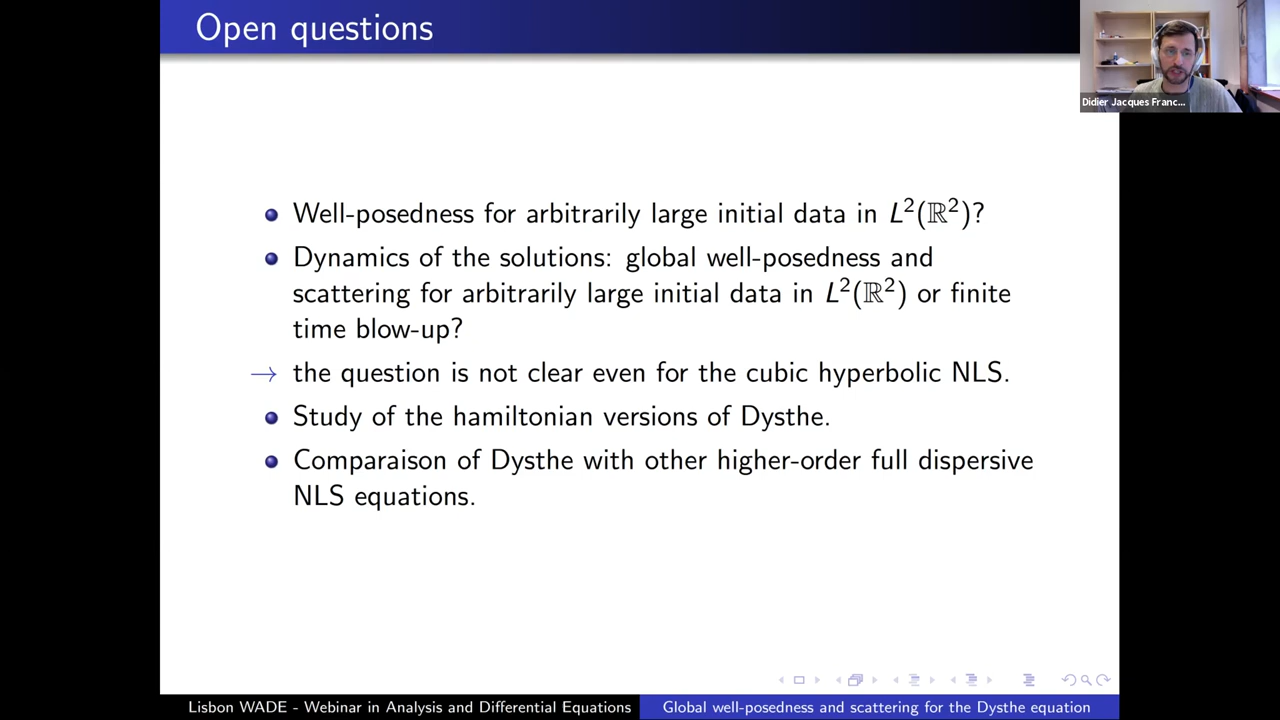 Open questions
Didier Jacques Franc...
Well-posedness for arbitrarily large initial data in L²(ℝ²)?
Dynamics of the solutions: global well-posedness and
scattering for arbitrarily large initial data in L²(ℝ²) or finite
time blow-up?
→ the question is not clear even for the cubic hyperbolic NLS.
Study of the hamiltonian versions of Dysthe.
Comparaison of Dysthe with other higher-order full dispersive
NLS equations.
Lisbon WADE - Webinar in Analysis and Differential Equations
Global well-posedness and scattering for the Dysthe equation